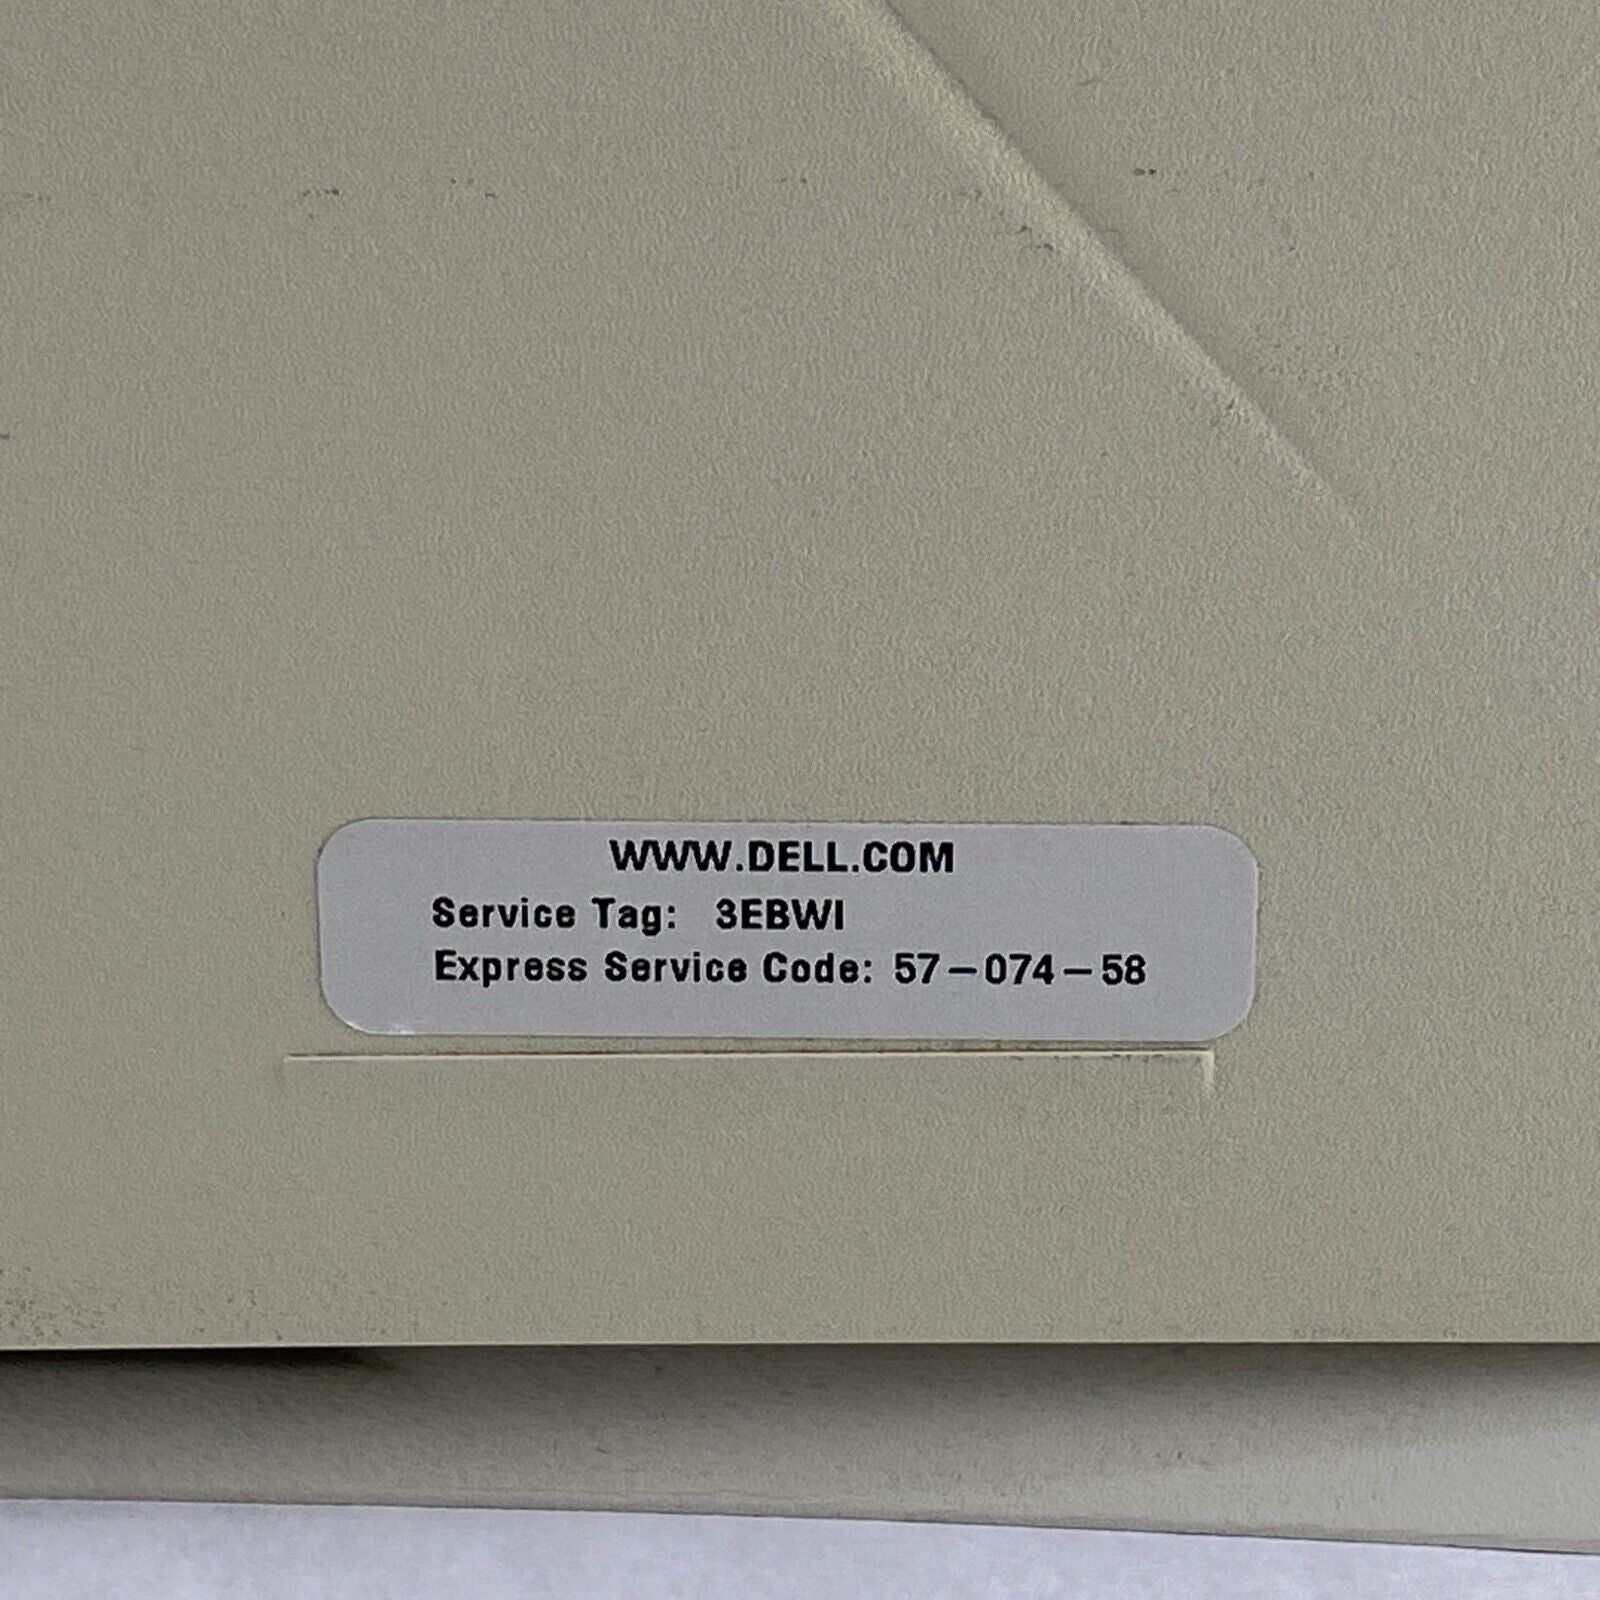 WWW.DELL.COM
Service Tag: 3EBWI
Express Service Code: 57-074-58